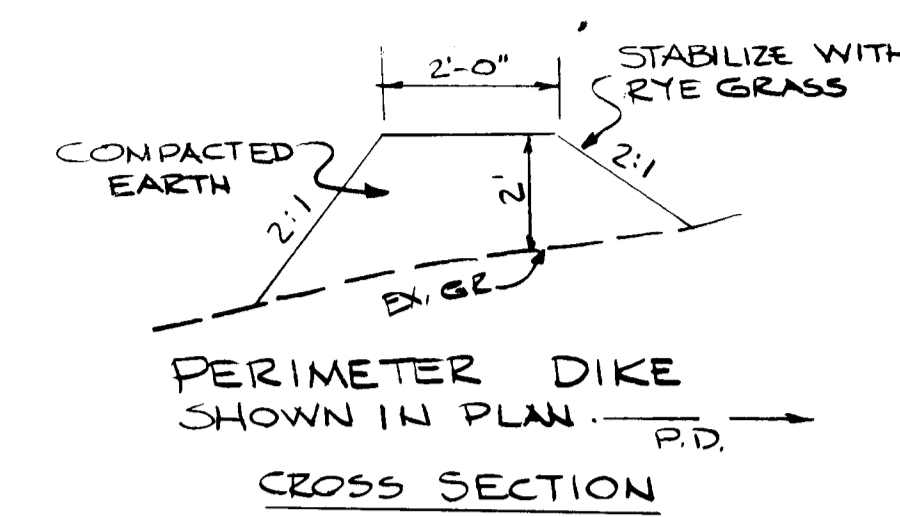 2'-0"
STABILIZE WITH
RYE GRASS
COMPACTED
EARTH
2:1
2'
2:1
EX. GR
PERIMETER DIKE
SHOWN IN PLAN.
P.D.
CROSS SECTION